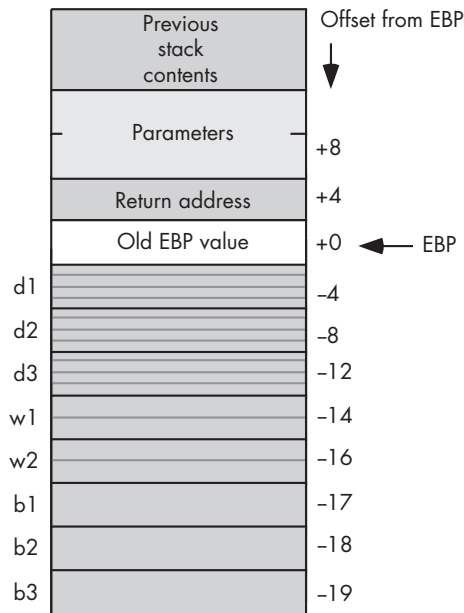 Previous
stack
contents
Offset from EBP
Parameters
+8
Return address
+4
Old EBP value
+0
EBP
d1
–4
d2
–8
d3
–12
w1
–14
w2
–16
b1
–17
b2
–18
b3
–19